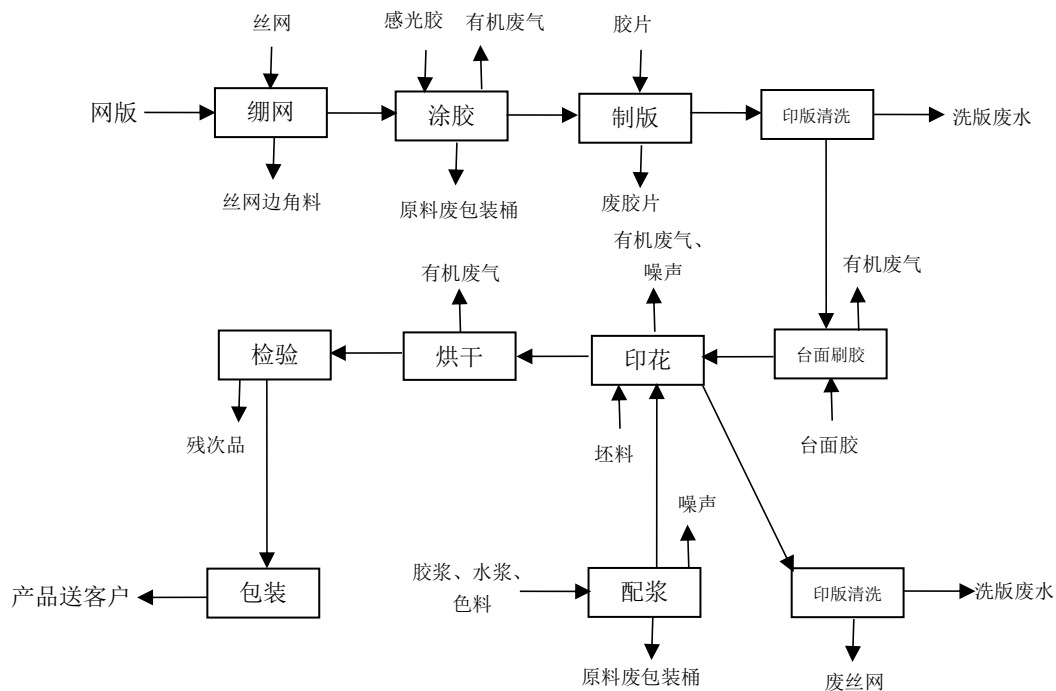 丝网
感光胶
有机废气
胶片
网版
绷网
涂胶
制版
印版清洗
洗版废水
丝网边角料
原料废包装桶
废胶片
有机废气、
噪声
有机废气
有机废气
检验
烘干
印花
台面刷胶
残次品
坯料
台面胶
噪声
胶浆、水浆、
色料
产品送客户
包装
配浆
印版清洗
洗版废水
原料废包装桶
废丝网